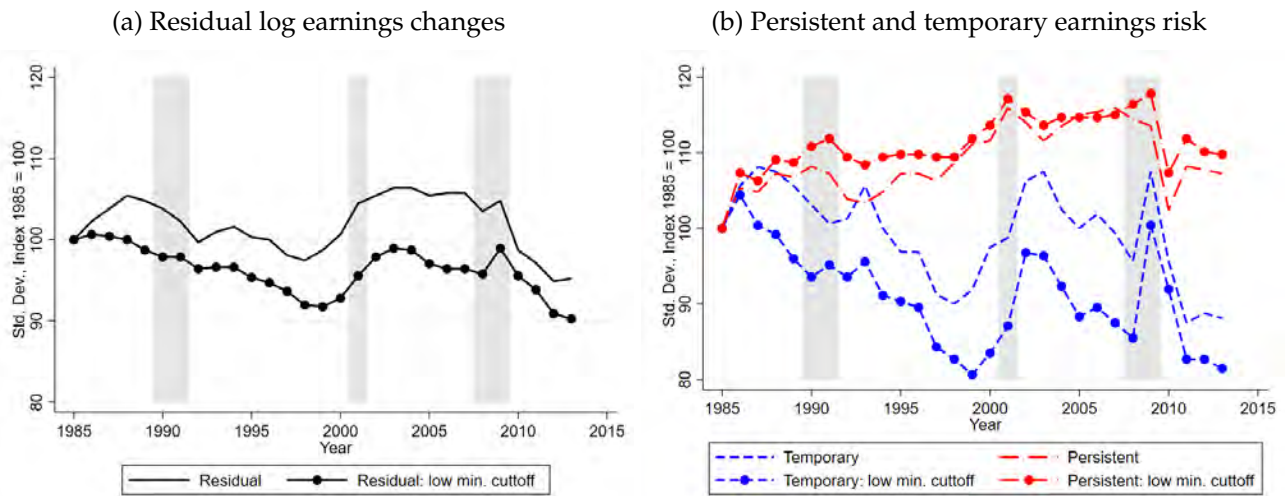 (a) Residual log earnings changes
Std. Dev., Index 1985 = 100
120
110
100
90
80
1985 1990 1995 2000 2005 2010 2015
Year
Residual Residual: low min. cuttoff
(b) Persistent and temporary earnings risk
Std. Dev., Index 1985 = 100
120
110
100
90
80
1985 1990 1995 2000 2005 2010 2015
Year
Temporary Persistent
Temporary: low min. cuttoff Persistent: low min. cuttoff